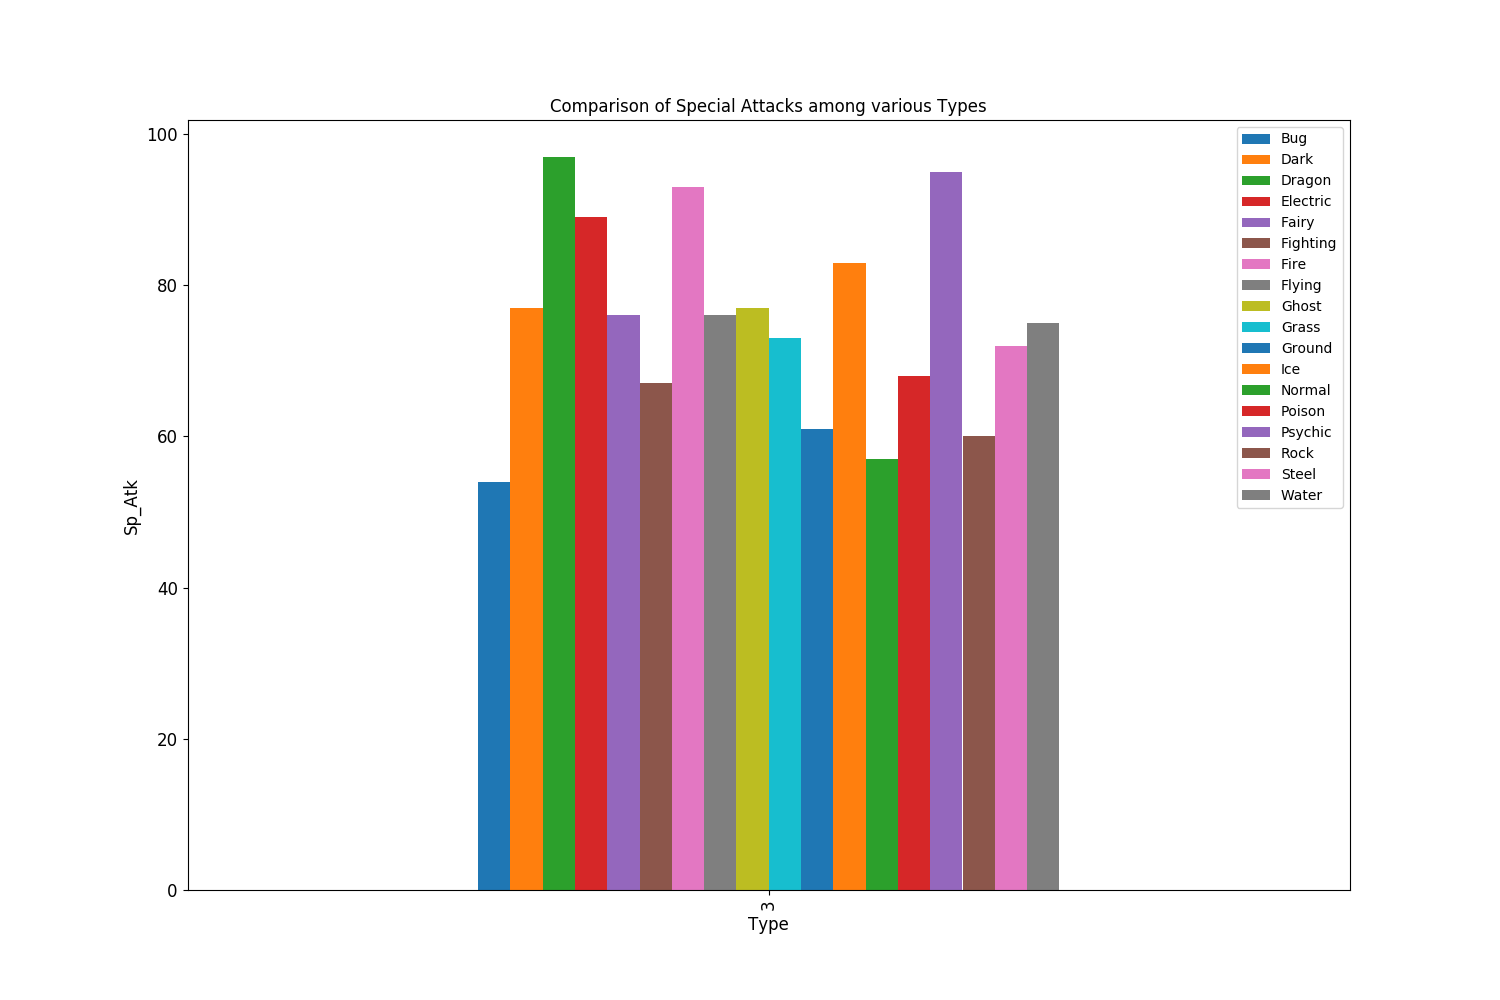 Comparison of Special Attacks among various Types
100
80
60
40
20
0
Sp_Atk
3
Type
Bug
Dark
Dragon
Electric
Fairy
Fighting
Fire
Flying
Ghost
Grass
Ground
Ice
Normal
Poison
Psychic
Rock
Steel
Water